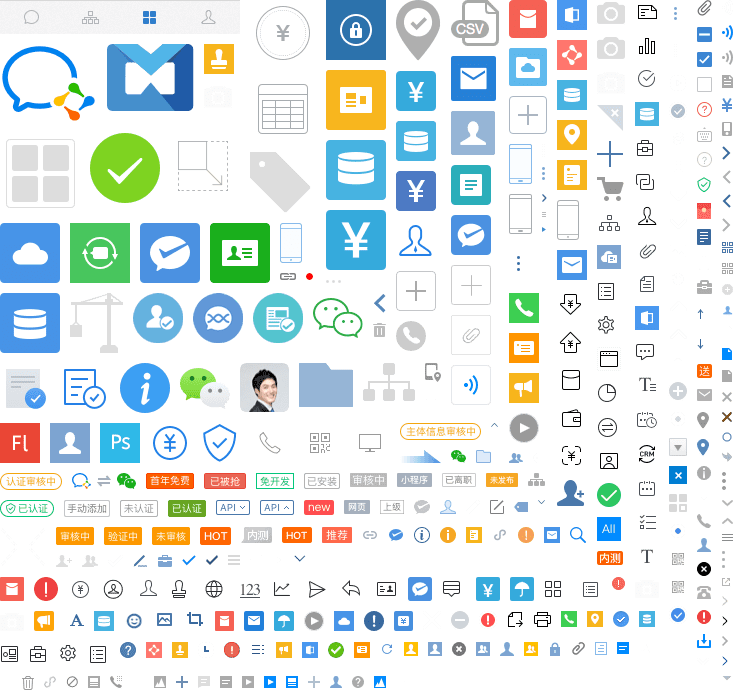 ¥
CSV
¥
¥
¥
Fl
Ps
¥
主体信息审核中
认证审核中
首年免费
已被抢
免开发
已安装
审核中
小程序
已离职
未发布
已认证
手动添加
未认证
已认证
API
API
new
网页
上级
审核中
验证中
未审核
HOT
内测
HOT
推荐
送
CRM
All
内测
T
123
A